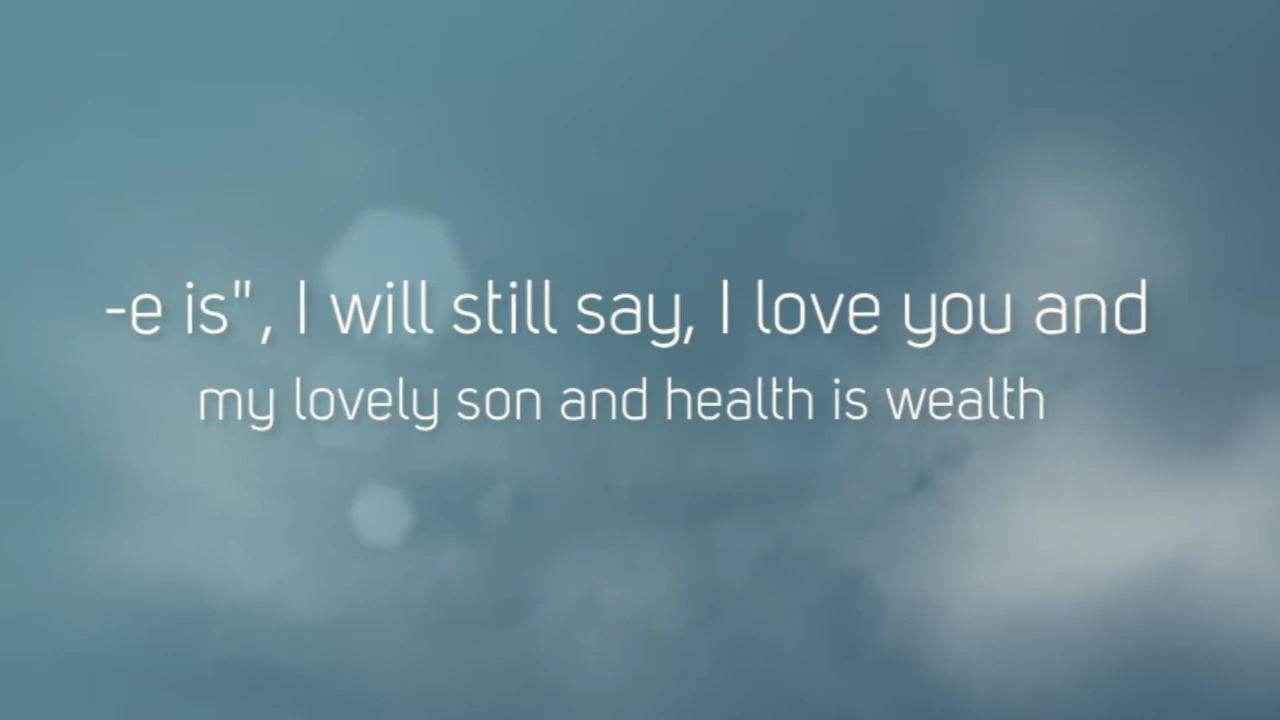 -e is", I will still say, I love you and
my lovely son and health is wealth